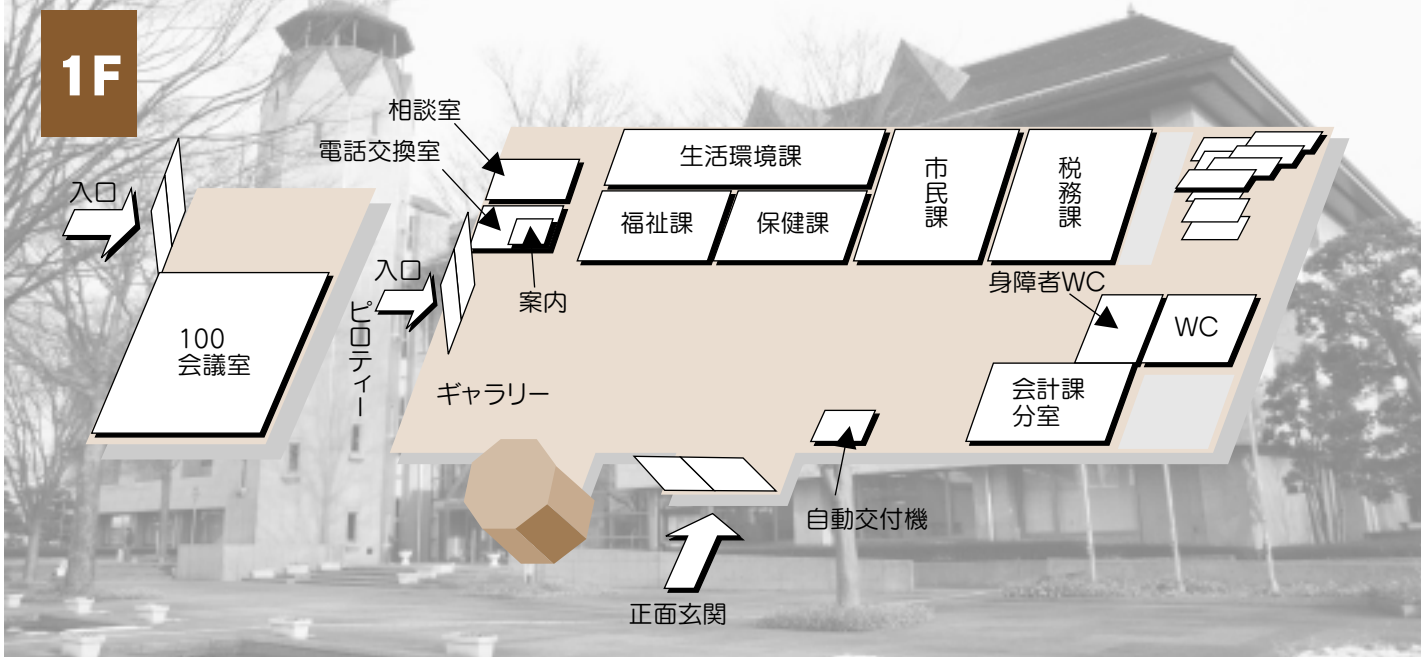 1F
相談室
電話交換室
入口
生活環境課
市民課
税務課
福祉課
保健課
入口
案内
身障者WC
ピロティー
100
会議室
WC
ギャラリー
会計課
分室
自動交付機
正面玄関